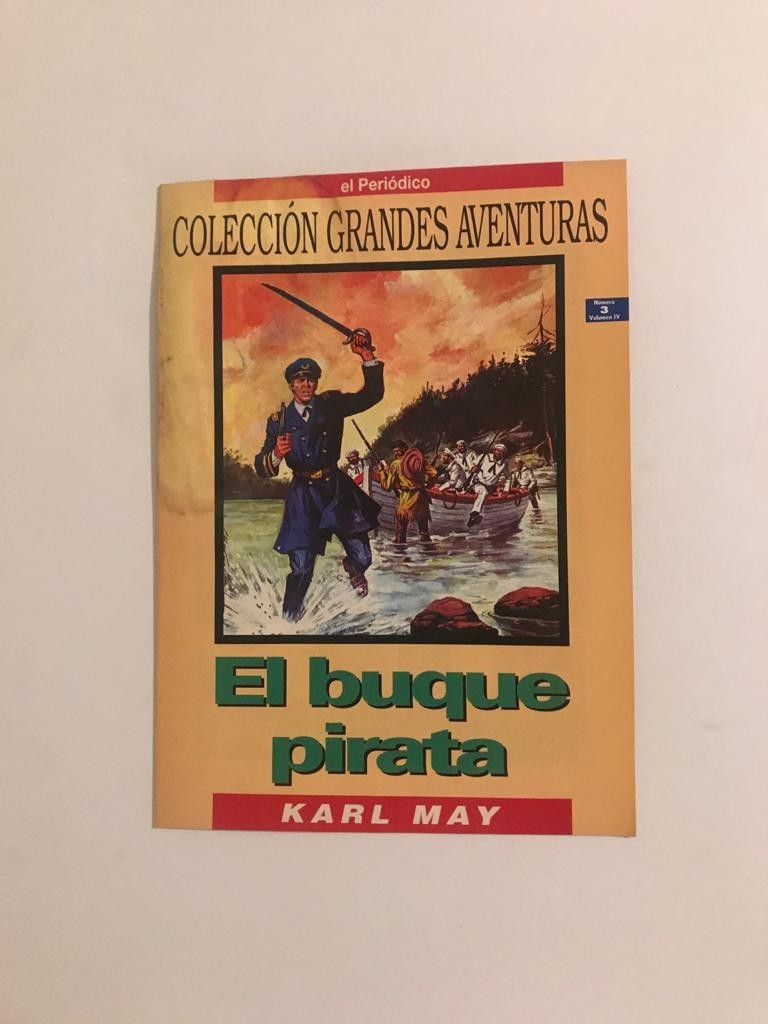 el Periódico
COLECCIÓN GRANDES AVENTURAS
Número
3
Volumen IV
El buque
pirata
KARL MAY